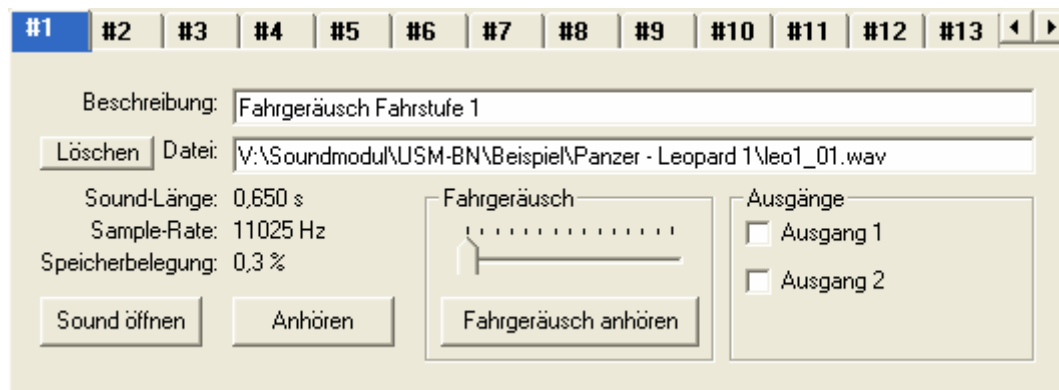 #1 #2 #3 #4 #5 #6 #7 #8 #9 #10 #11 #12 #13
Beschreibung: Fahrgeräusch Fahrstufe 1
Löschen Datei: V:\Soundmodul\USM-BN\Beispiel\Panzer - Leopard 1\leo1_01.wav
Sound-Länge: 0,650 s
Sample-Rate: 11025 Hz
Speicherbelegung: 0,3 %
Sound öffnen Anhören
Fahrgeräusch
Fahrgeräusch anhören
Ausgänge
Ausgang 1
Ausgang 2